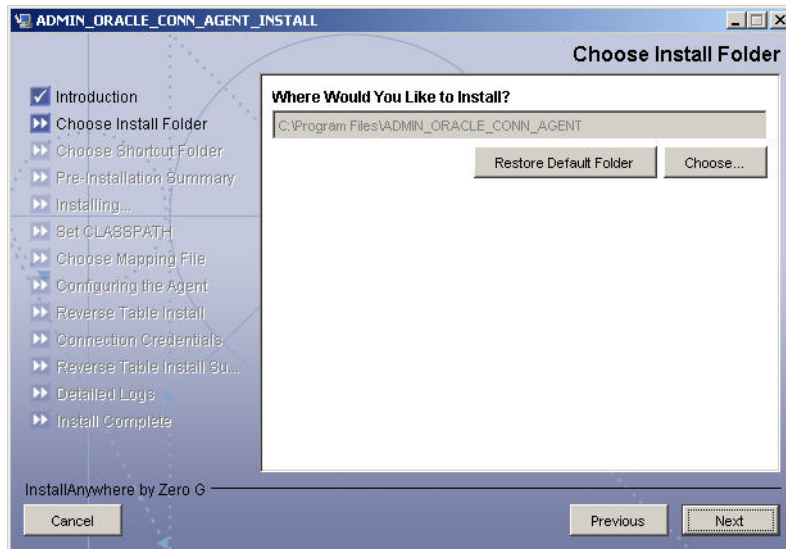 ADMIN_ORACLE_CONN_AGENT_INSTALL
Choose Install Folder
Introduction
Choose Install Folder
Choose Shortcut Folder
Pre-Installation Summary
Installing...
Set CLASSPATH
Choose Mapping File
Configuring the Agent
Reverse Table Install
Connection Credentials
Reverse Table Install Su...
Detailed Logs
Install Complete
Where Would You Like to Install?
C:\Program Files\ADMIN_ORACLE_CONN_AGENT
Restore Default Folder
Choose...
InstallAnywhere by Zero G
Cancel
Previous
Next